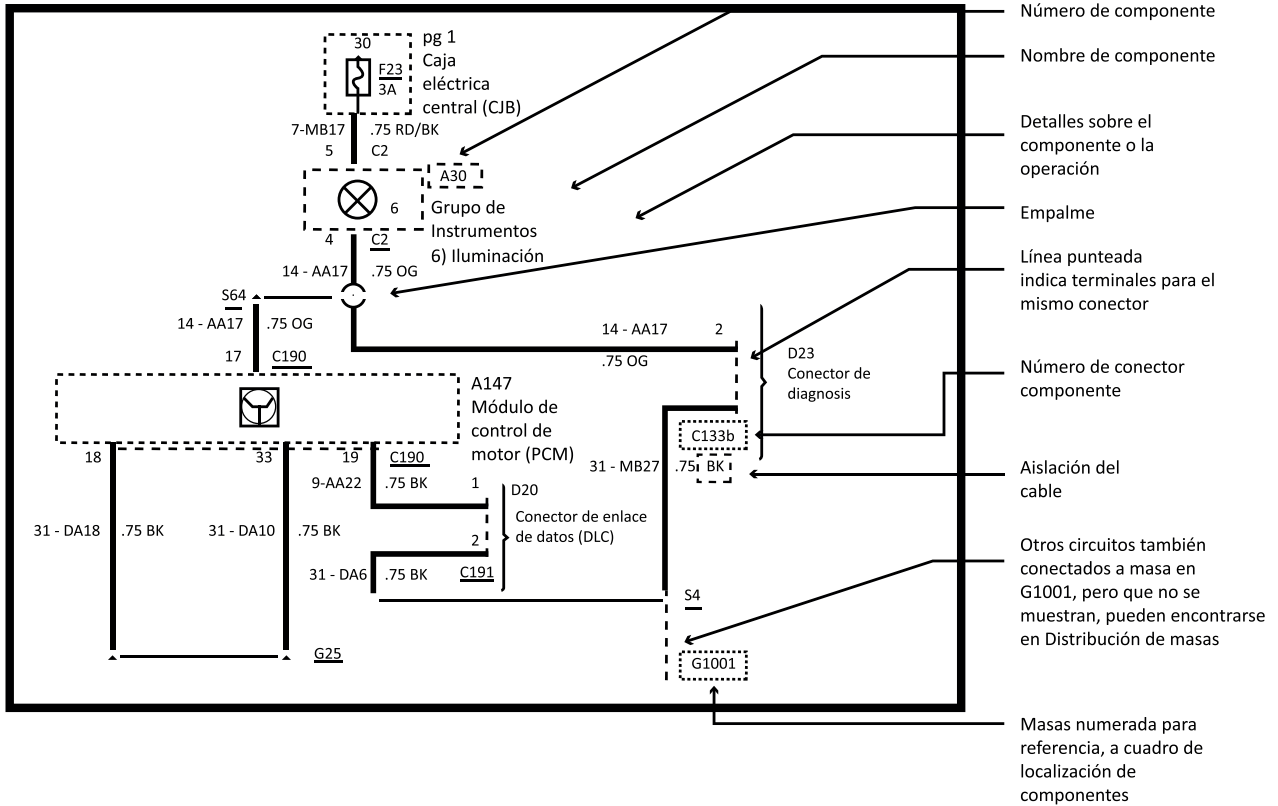 Número de componente
Nombre de componente
Detalles sobre el
componente o la
operación
Empalme
Línea punteada
indica terminales para el
mismo conector
Número de conector
componente
Aislación del
cable
Otros circuitos también
conectados a masa en
G1001, pero que no se
muestran, pueden encontrarse
en Distribución de masas
Masas numerada para
referencia, a cuadro de
localización de
componentes
30
F23
3A
pg 1
Caja
eléctrica
central (CJB)
7-MB17 .75 RD/BK
5 C2
A30
6
Grupo de
Instrumentos
6) Iluminación
4 C2
14 - AA17 .75 OG
S64
14 - AA17 .75 OG
17 C190
14 - AA17 2
.75 OG
D23
Conector de
diagnosis
A147
Módulo de
control de
motor (PCM)
C133b
31 - MB27 .75 BK
18 33 19 C190
9-AA22 .75 BK 1
D20
Conector de enlace
de datos (DLC)
31 - DA18 .75 BK 31 - DA10 .75 BK
2
31 - DA6 .75 BK C191
S4
G25
G1001